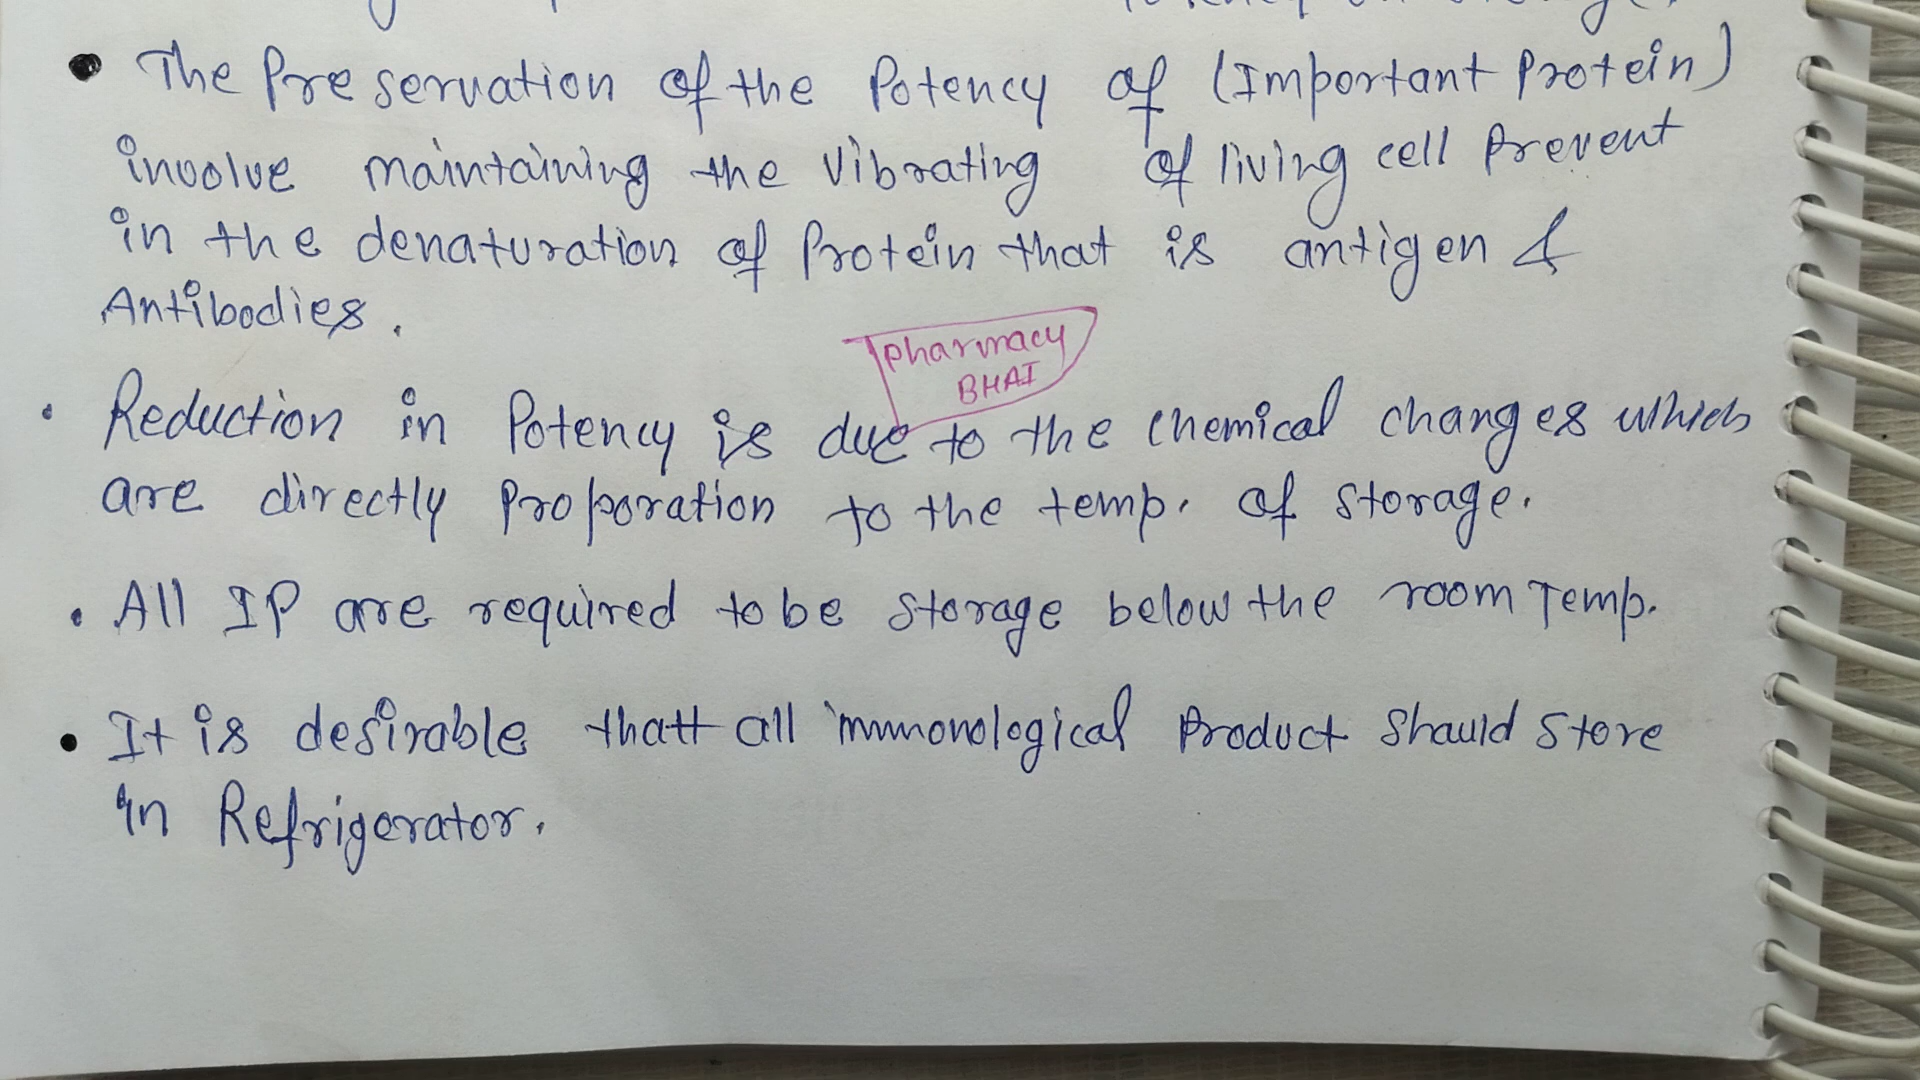 • The Preservation of the Potency of (Important Protein)
involve maintaining the vibrating of living cell Prevent
in the denaturation of Protein that is antigen &
Antibodies.
pharmacy
BHAI
• Reduction in Potency is due to the chemical changes which
are directly Proporation to the temp. of storage.
• All IP are required to be storage below the room Temp.
• It is desirable thatt all immonological Product Should Store
in Refrigerator.